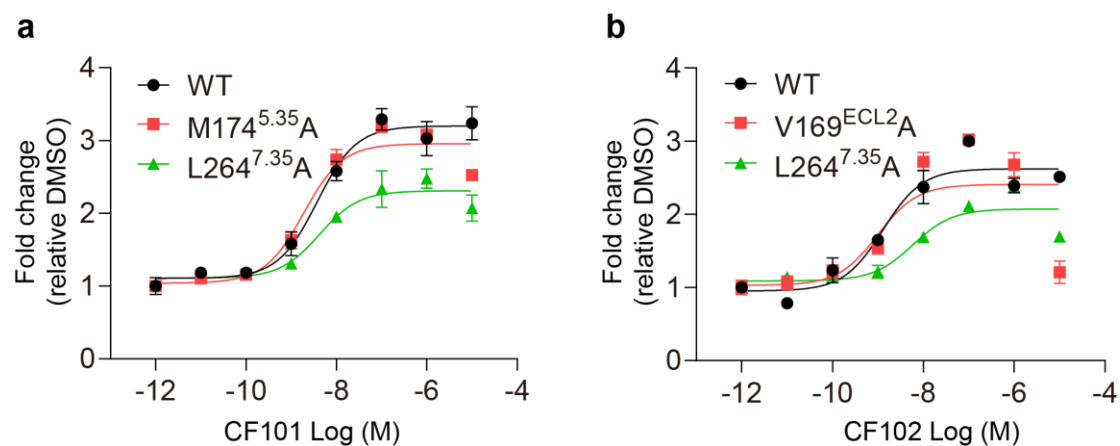 a
Fold change
(relative DMSO)
4
3
2
1
0
WT
M174^5.35A
L264^7.35A
-12 -10 -8 -6 -4
CF101 Log (M)
b
Fold change
(relative DMSO)
4
3
2
1
0
WT
V169^ECL2A
L264^7.35A
-12 -10 -8 -6 -4
CF102 Log (M)